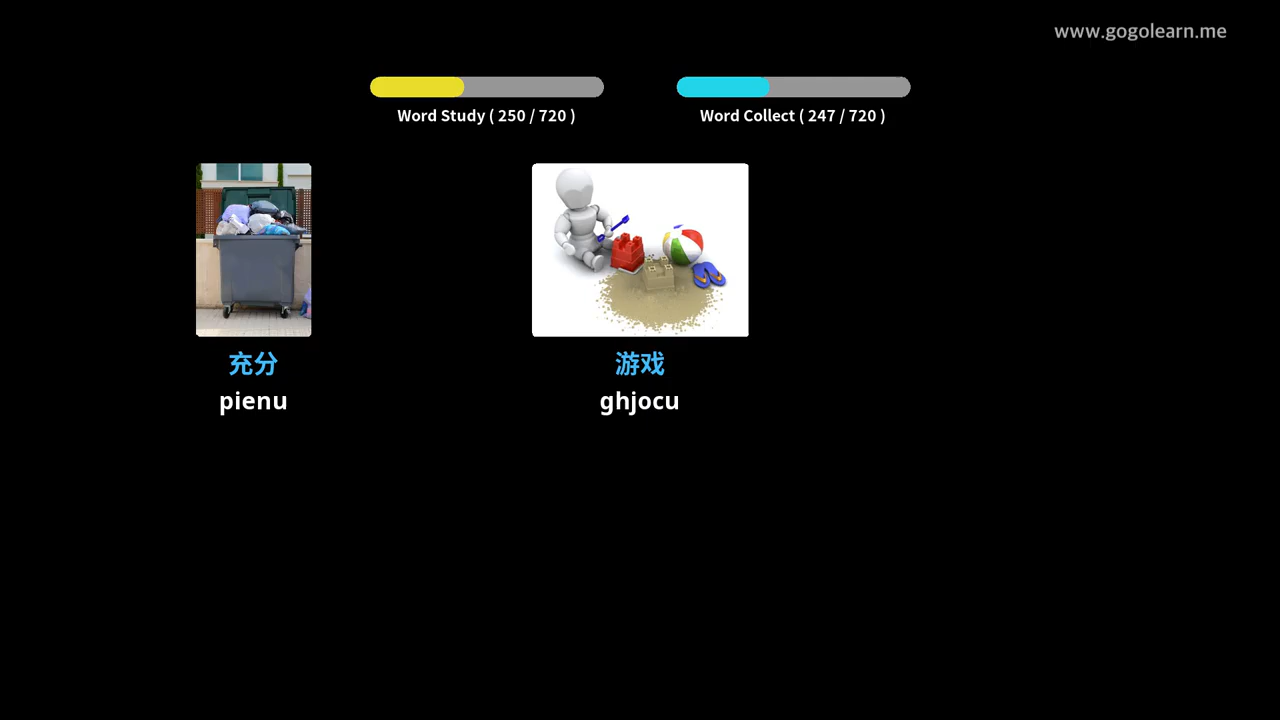 www.gogolearn.me
Word Study ( 250 / 720 )
Word Collect ( 247 / 720 )
充分
游戏
pienu
ghjocu